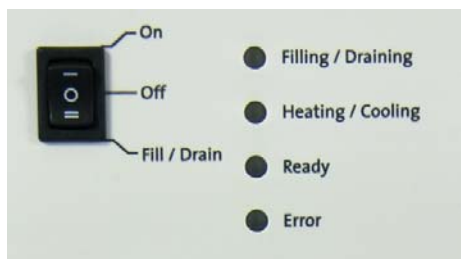 On
Off
Fill / Drain
Filling / Draining
Heating / Cooling
Ready
Error